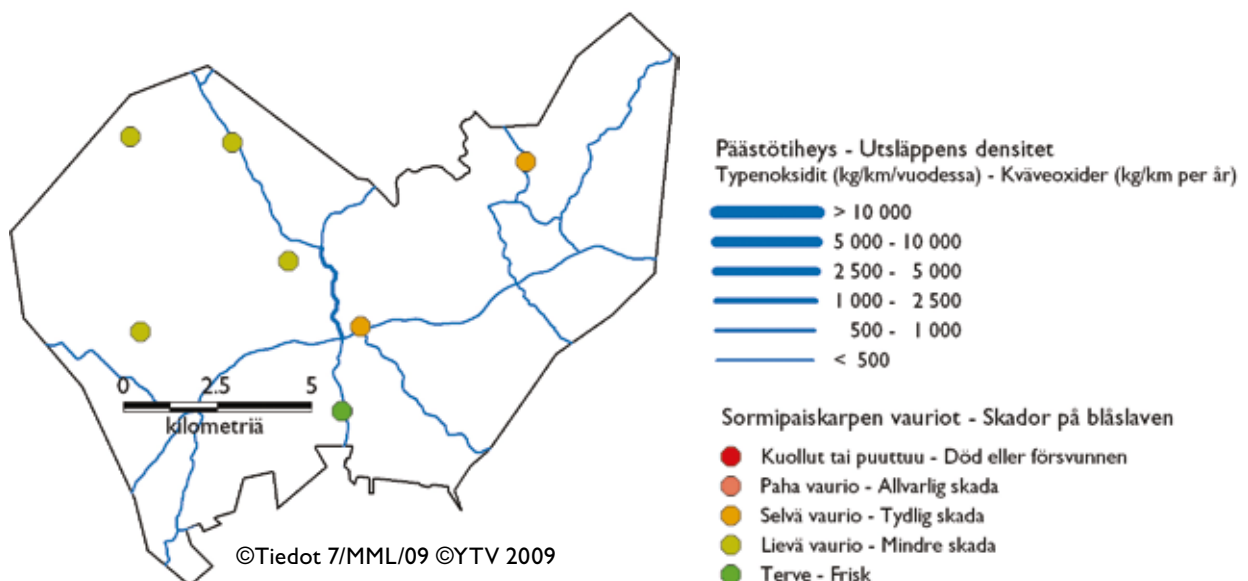 Päästötiheys - Utsläppens densitet
Typenoksidit (kg/km/vuodessa) - Kväveoxider (kg/km per år)
> 10 000
5 000 - 10 000
2 500 - 5 000
1 000 - 2 500
500 - 1 000
< 500
0 2.5 5
kilometriä
Sormipaiskarpen vauriot - Skador på blåslaven
Kuollut tai puuttuu - Död eller försvunnen
Paha vaurio - Allvarlig skada
Selvä vaurio - Tydlig skada
Lievä vaurio - Mindre skada
Terve - Frisk
©Tiedot 7/MML/09 ©YTV 2009